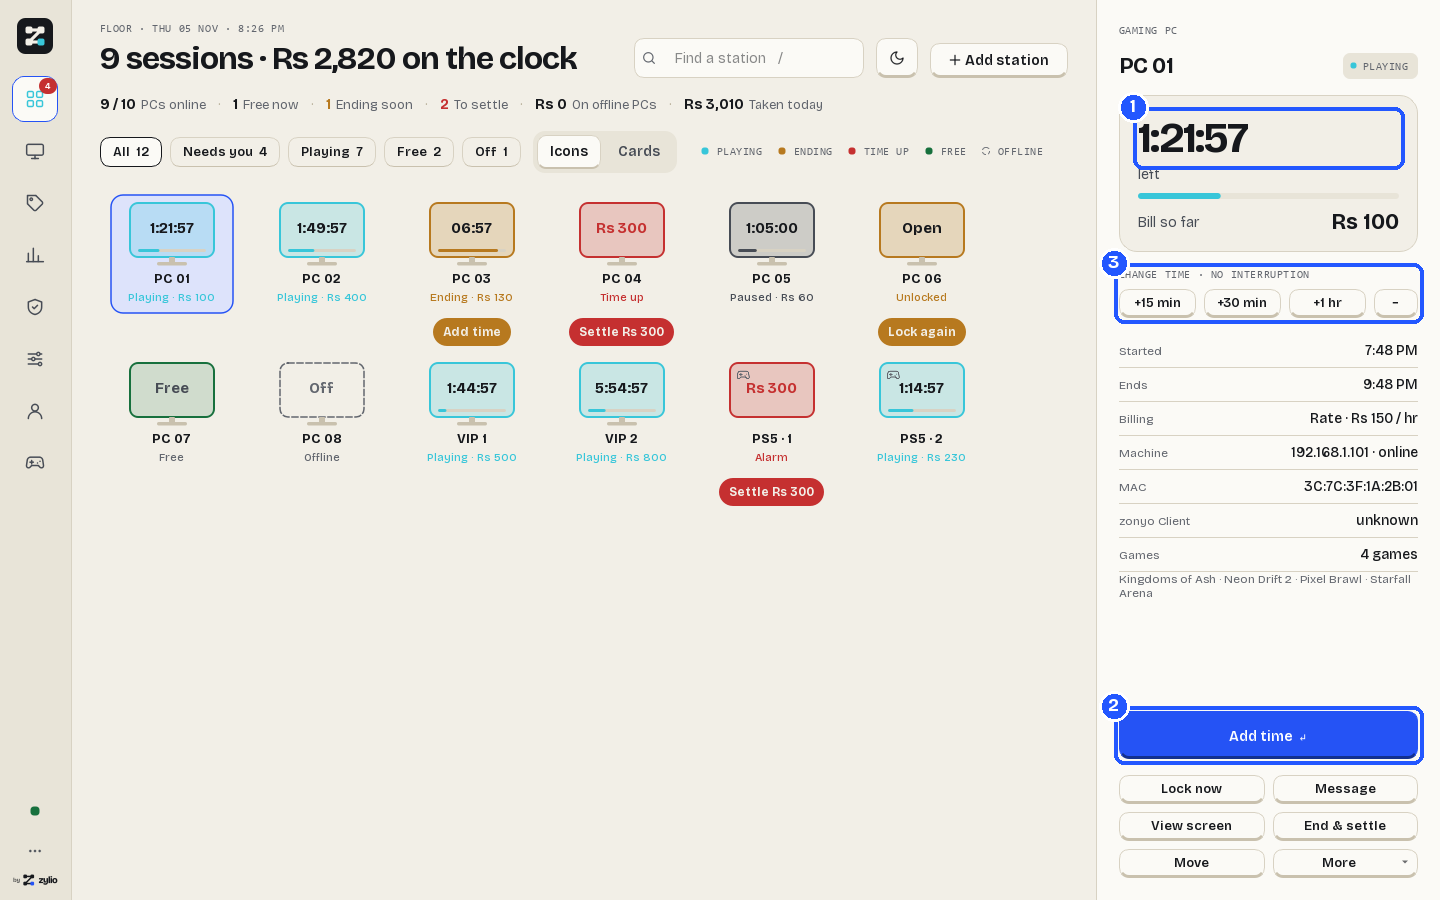 4
by zylio
FLOOR · THU 05 NOV · 8:26 PM
9 sessions · Rs 2,820 on the clock
Find a station /
+ Add station
9 / 10 PCs online · 1 Free now · 1 Ending soon · 2 To settle · Rs 0 On offline PCs · Rs 3,010 Taken today
All 12 Needs you 4 Playing 7 Free 2 Off 1 Icons Cards PLAYING ENDING TIME UP FREE OFFLINE
1:21:57 1:49:57 06:57 Rs 300 1:05:00 Open
PC 01 PC 02 PC 03 PC 04 PC 05 PC 06
Playing · Rs 100 Playing · Rs 400 Ending · Rs 130 Time up Paused · Rs 60 Unlocked
Add time Settle Rs 300 Lock again
Free Off 1:44:57 5:54:57 Rs 300 1:14:57
PC 07 PC 08 VIP 1 VIP 2 PS5 · 1 PS5 · 2
Free Offline Playing · Rs 500 Playing · Rs 800 Alarm Playing · Rs 230
Settle Rs 300
GAMING PC
PC 01 PLAYING
1
1:21:57
left
Bill so far Rs 100
3
CHANGE TIME · NO INTERRUPTION
+15 min +30 min +1 hr −
Started 7:48 PM
Ends 9:48 PM
Billing Rate · Rs 150 / hr
Machine 192.168.1.101 · online
MAC 3C:7C:3F:1A:2B:01
zonyo Client unknown
Games 4 games
Kingdoms of Ash · Neon Drift 2 · Pixel Brawl · Starfall
Arena
2
Add time ↲
Lock now Message
View screen End & settle
Move More